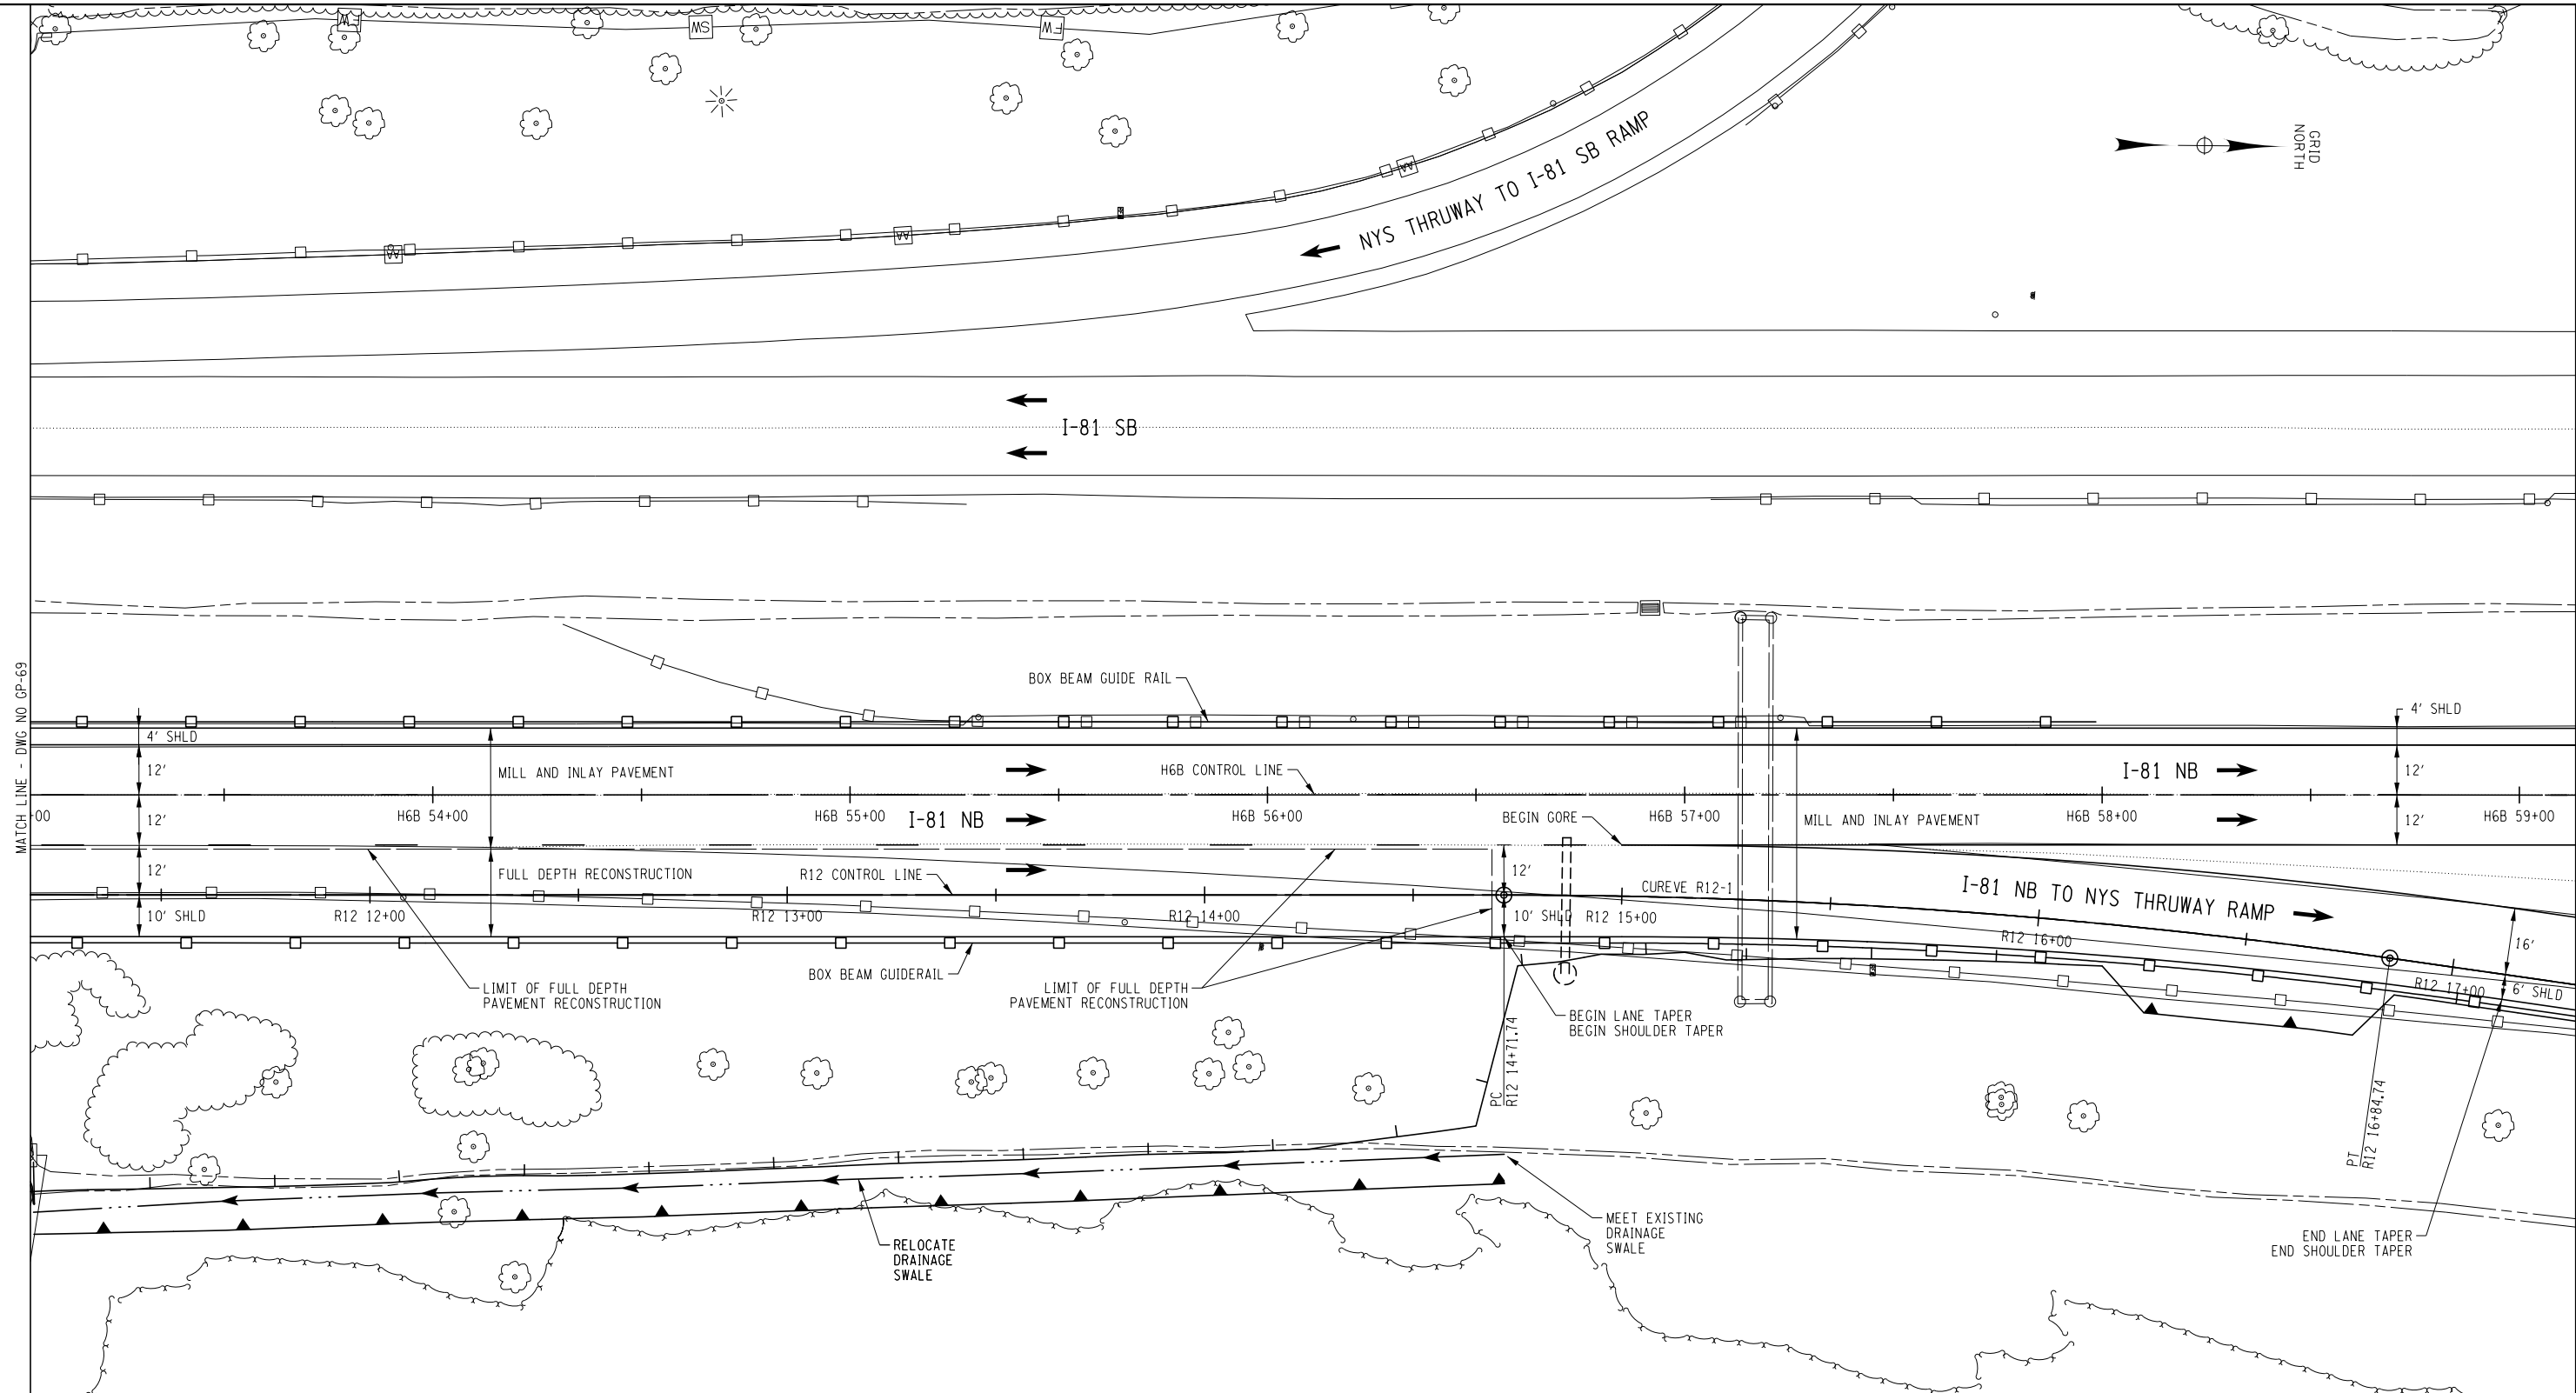 FW
SW
FW
GRID
NORTH
NYS THRUWAY TO I-81 SB RAMP
I-81 SB
MATCH LINE - DWG NO GP-69
BOX BEAM GUIDE RAIL
4' SHLD
4' SHLD
12'
MILL AND INLAY PAVEMENT
H6B CONTROL LINE
I-81 NB
12'
+00
12'
H6B 54+00
H6B 55+00
I-81 NB
H6B 56+00
BEGIN GORE
H6B 57+00
MILL AND INLAY PAVEMENT
H6B 58+00
12'
H6B 59+00
12'
FULL DEPTH RECONSTRUCTION
R12 CONTROL LINE
12'
CUREVE R12-1
I-81 NB TO NYS THRUWAY RAMP
10' SHLD
R12 12+00
R12 13+00
R12 14+00
10' SHLD
R12 15+00
R12 16+00
16'
R12 17+00
6' SHLD
BOX BEAM GUIDERAIL
LIMIT OF FULL DEPTH
PAVEMENT RECONSTRUCTION
LIMIT OF FULL DEPTH
PAVEMENT RECONSTRUCTION
BEGIN LANE TAPER
BEGIN SHOULDER TAPER
PC
R12 14+71.74
PT
R12 16+84.74
MEET EXISTING
DRAINAGE
SWALE
RELOCATE
DRAINAGE
SWALE
END LANE TAPER
END SHOULDER TAPER